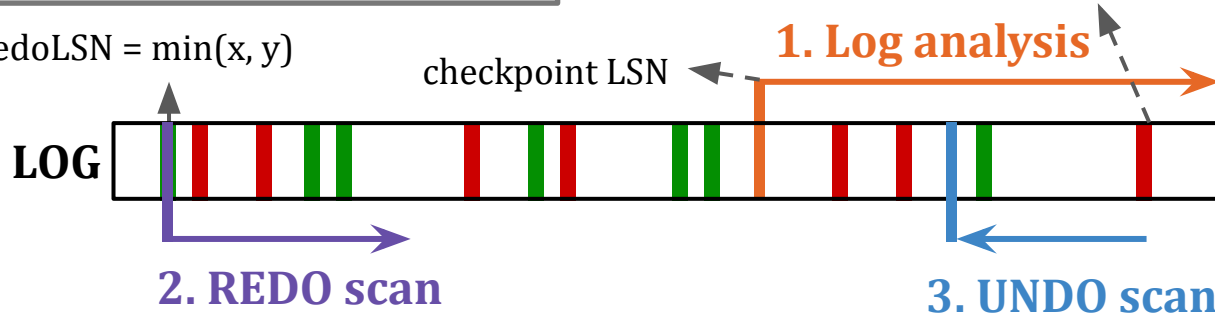 edoLSN = min(x, y)
1. Log analysis
checkpoint LSN
LOG
2. REDO scan
3. UNDO scan